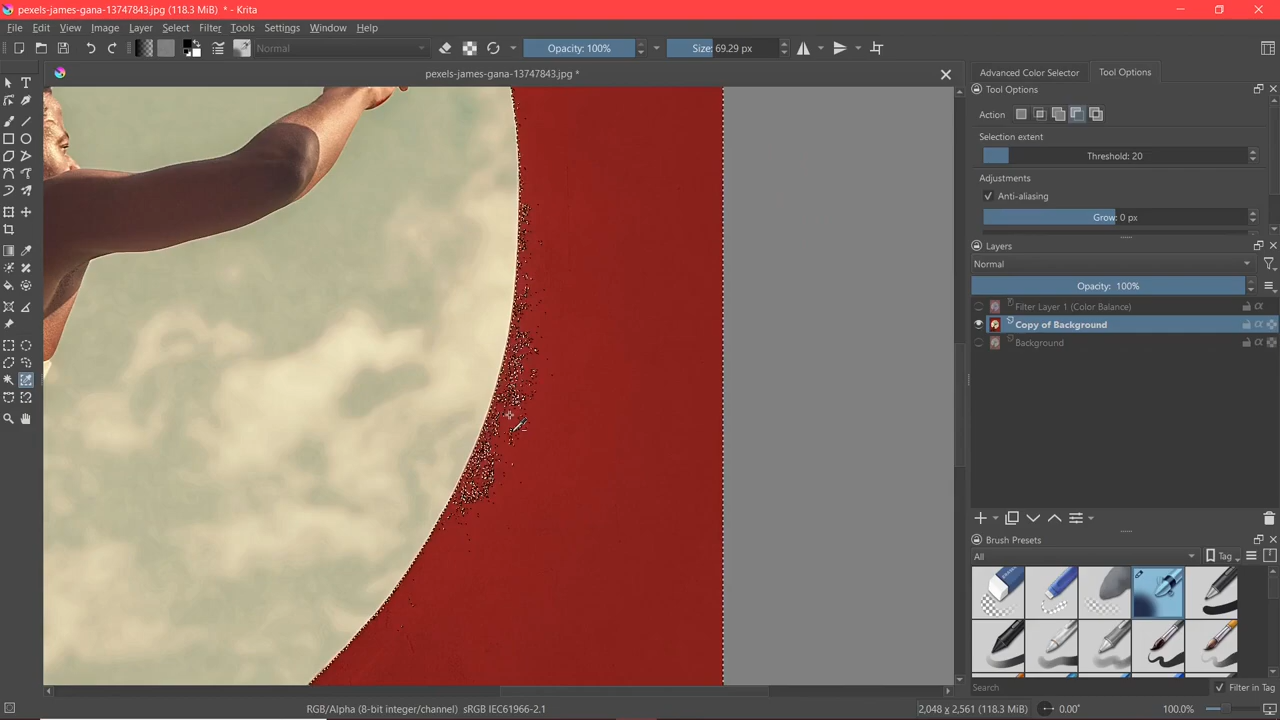 pexels-james-gana-13747843.jpg (118.3 MiB) * - Krita
File Edit View Image Layer Select Filter Tools Settings Window Help
Normal Opacity: 100% Size: 69.29 px
pexels-james-gana-13747843.jpg *
Advanced Color Selector Tool Options
Tool Options
Action
Selection extent
Threshold: 20
Adjustments
Anti-aliasing
Grow: 0 px
Layers
Normal
Opacity: 100%
Filter Layer 1 (Color Balance)
Copy of Background
Background
Brush Presets
All Tag
Search Filter in Tag
RGB/Alpha (8-bit integer/channel) sRGB IEC61966-2.1 2,048 x 2,561 (118.3 MiB) 0.00° 100.0%